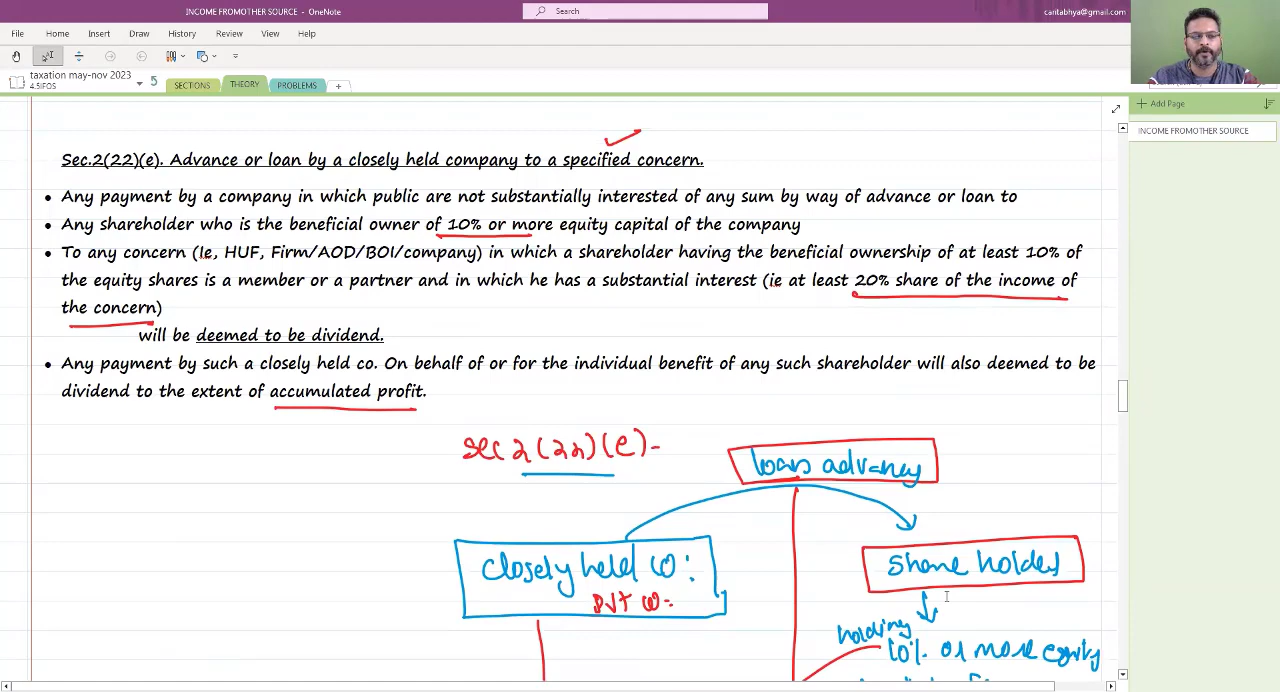 INCOME FROMOTHER SOURCE - OneNote
Search
cantabhya@gmail.com
File Home Insert Draw History Review View Help
taxation may-nov 2023
4.5IFOS
5
SECTIONS THEORY PROBLEMS +
Add Page
INCOME FROMOTHER SOURCE
Sec.2(22)(e). Advance or loan by a closely held company to a specified concern.
• Any payment by a company in which public are not substantially interested of any sum by way of advance or loan to
• Any shareholder who is the beneficial owner of 10% or more equity capital of the company
• To any concern (Ie, HUF, Firm/AOD/BOI/company) in which a shareholder having the beneficial ownership of at least 10% of
the equity shares is a member or a partner and in which he has a substantial interest (ie at least 20% share of the income of
the concern)
will be deemed to be dividend.
• Any payment by such a closely held co. On behalf of or for the individual benefit of any such shareholder will also deemed to be
dividend to the extent of accumulated profit.
sec 2(22)(e)-
loans advancy
closely held co:
Pvt co:
share holder
holding
10% or more equity